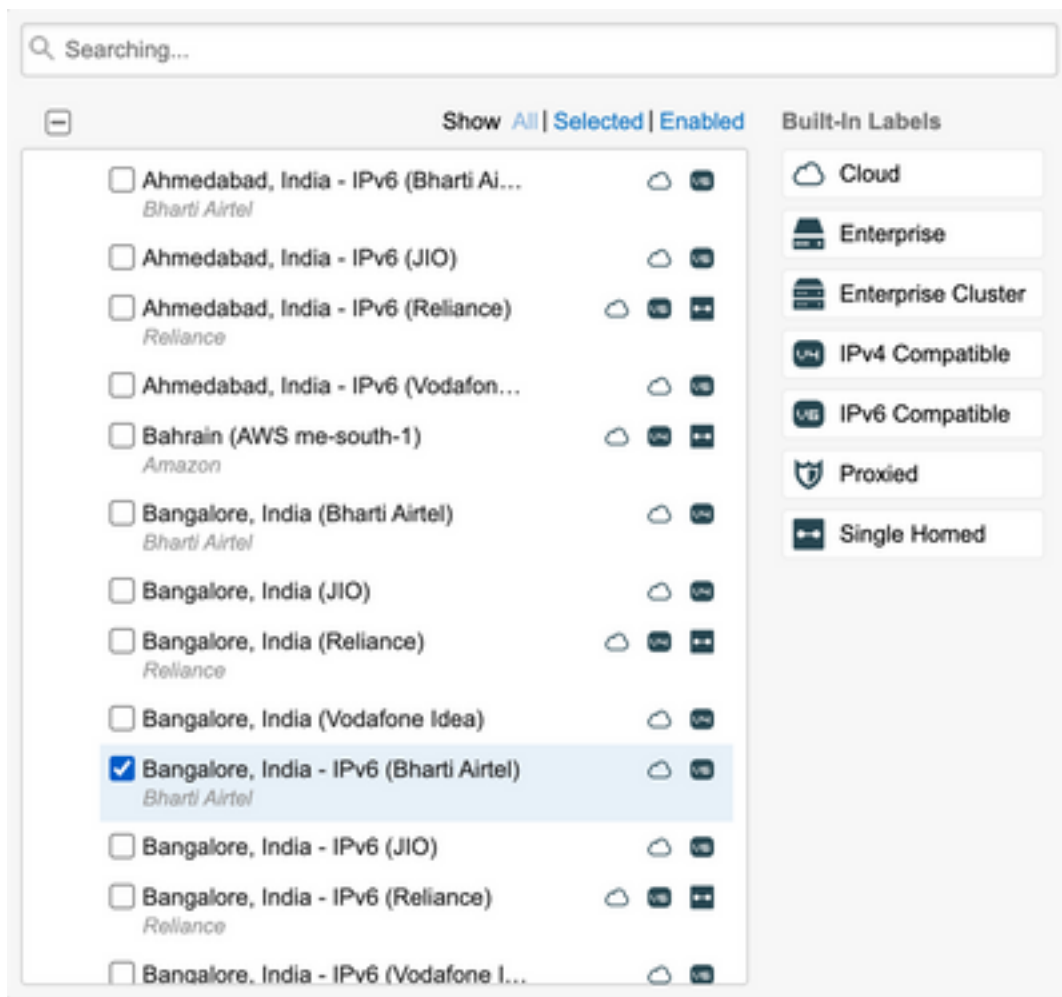 Searching...
Show All | Selected | Enabled
Built-In Labels
Ahmedabad, India - IPv6 (Bharti Ai...
Bharti Airtel
Ahmedabad, India - IPv6 (JIO)
Ahmedabad, India - IPv6 (Reliance)
Reliance
Ahmedabad, India - IPv6 (Vodafon...
Bahrain (AWS me-south-1)
Amazon
Bangalore, India (Bharti Airtel)
Bharti Airtel
Bangalore, India (JIO)
Bangalore, India (Reliance)
Reliance
Bangalore, India (Vodafone Idea)
Bangalore, India - IPv6 (Bharti Airtel)
Bharti Airtel
Bangalore, India - IPv6 (JIO)
Bangalore, India - IPv6 (Reliance)
Reliance
Bangalore, India - IPv6 (Vodafone I...
Cloud
Enterprise
Enterprise Cluster
V4 IPv4 Compatible
V6 IPv6 Compatible
Proxied
Single Homed